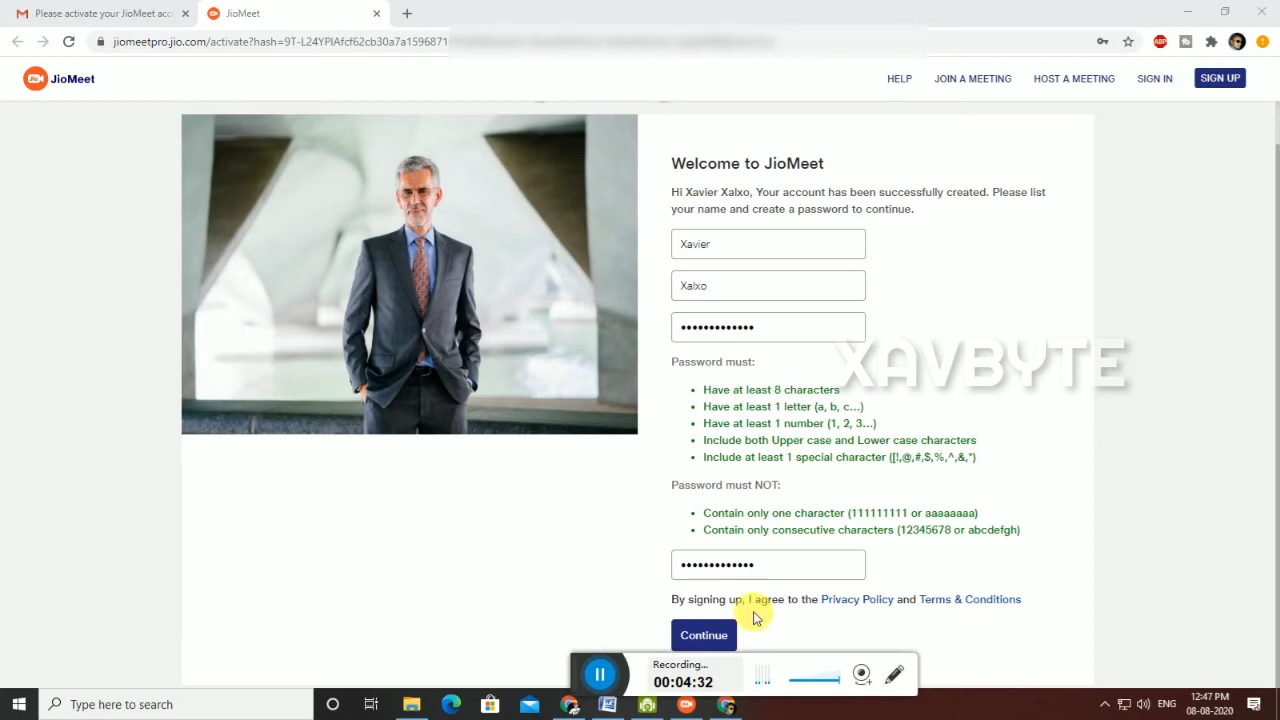 Please activate your JioMeet acc
JioMeet
jiomeetpro.jio.com/activate?hash=9T-L24YPIAfcf62cb30a7a1596871
ABP
Jio
JioMeet
HELP
JOIN A MEETING
HOST A MEETING
SIGN IN
SIGN UP
Welcome to JioMeet
Hi Xavier Xalxo, Your account has been successfully created. Please list
your name and create a password to continue.
Xavier
Xalxo
•••••••••••••
XAVBYTE
Password must:
• Have at least 8 characters
• Have at least 1 letter (a, b, c...)
• Have at least 1 number (1, 2, 3...)
• Include both Upper case and Lower case characters
• Include at least 1 special character ([!,@,#,$,%,^,&,*)
Password must NOT:
• Contain only one character (111111111 or aaaaaaaa)
• Contain only consecutive characters (12345678 or abcdefgh)
•••••••••••••
By signing up, I agree to the Privacy Policy and Terms & Conditions
Continue
Recording...
00:04:32
Type here to search
ENG
12:47 PM
08-08-2020